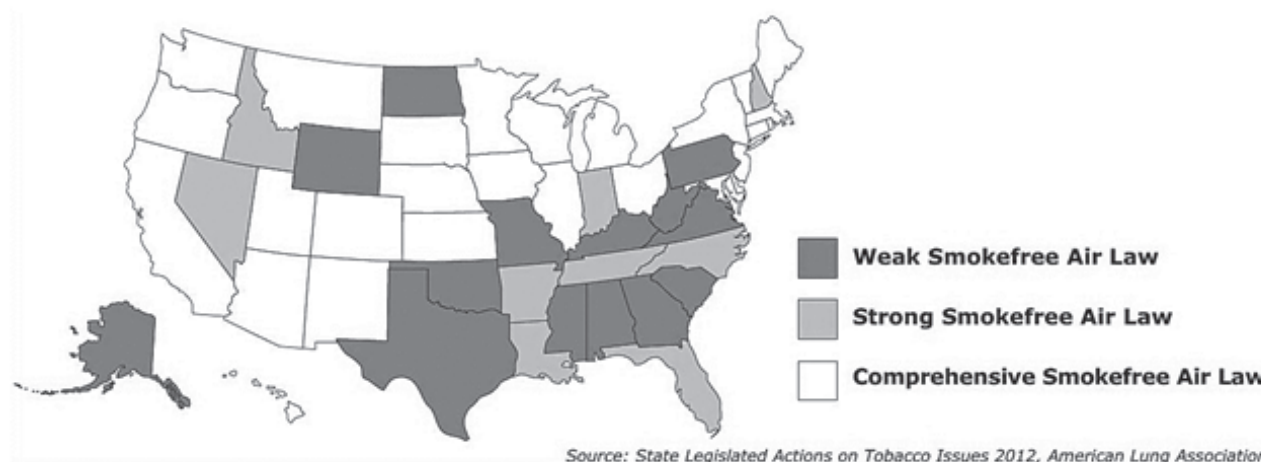 Weak Smokefree Air Law
Strong Smokefree Air Law
Comprehensive Smokefree Air Law
Source: State Legislated Actions on Tobacco Issues 2012, American Lung Association